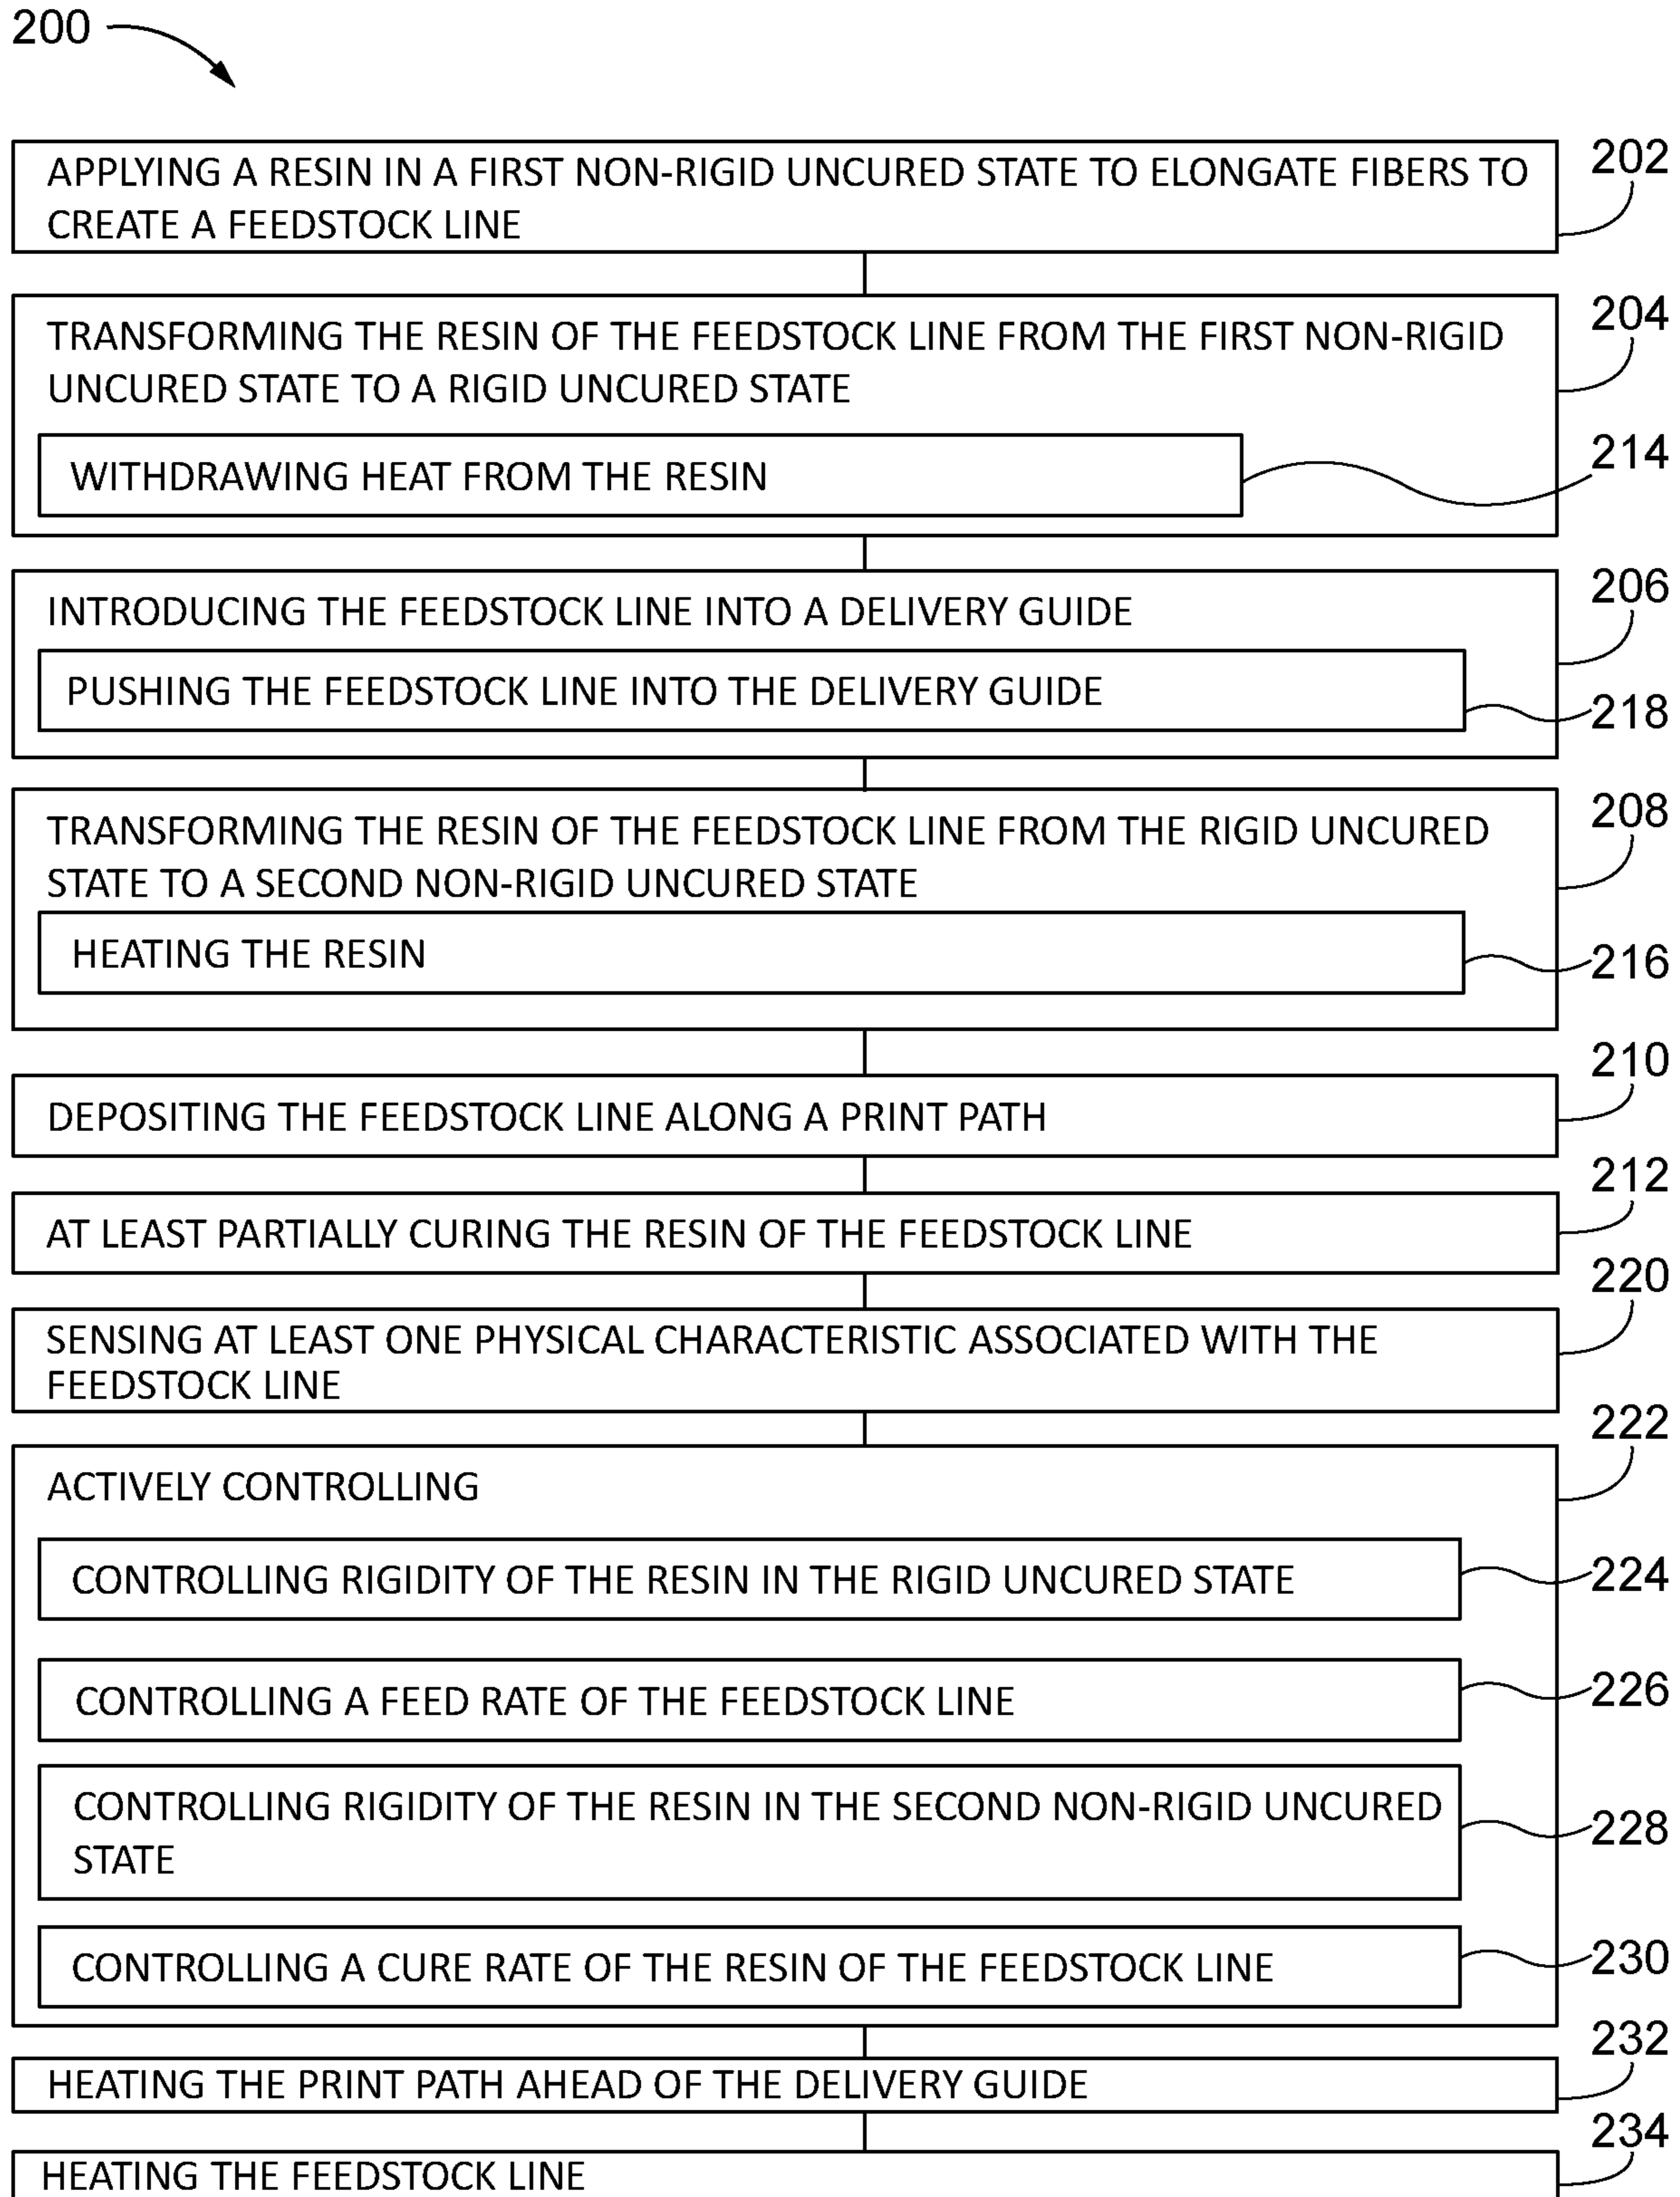 200
APPLYING A RESIN IN A FIRST NON-RIGID UNCURED STATE TO ELONGATE FIBERS TO
CREATE A FEEDSTOCK LINE
202
TRANSFORMING THE RESIN OF THE FEEDSTOCK LINE FROM THE FIRST NON-RIGID
UNCURED STATE TO A RIGID UNCURED STATE
204
WITHDRAWING HEAT FROM THE RESIN
214
INTRODUCING THE FEEDSTOCK LINE INTO A DELIVERY GUIDE
206
PUSHING THE FEEDSTOCK LINE INTO THE DELIVERY GUIDE
218
TRANSFORMING THE RESIN OF THE FEEDSTOCK LINE FROM THE RIGID UNCURED
STATE TO A SECOND NON-RIGID UNCURED STATE
208
HEATING THE RESIN
216
DEPOSITING THE FEEDSTOCK LINE ALONG A PRINT PATH
210
AT LEAST PARTIALLY CURING THE RESIN OF THE FEEDSTOCK LINE
212
SENSING AT LEAST ONE PHYSICAL CHARACTERISTIC ASSOCIATED WITH THE
FEEDSTOCK LINE
220
ACTIVELY CONTROLLING
222
CONTROLLING RIGIDITY OF THE RESIN IN THE RIGID UNCURED STATE
224
CONTROLLING A FEED RATE OF THE FEEDSTOCK LINE
226
CONTROLLING RIGIDITY OF THE RESIN IN THE SECOND NON-RIGID UNCURED
STATE
228
CONTROLLING A CURE RATE OF THE RESIN OF THE FEEDSTOCK LINE
230
HEATING THE PRINT PATH AHEAD OF THE DELIVERY GUIDE
232
HEATING THE FEEDSTOCK LINE
234